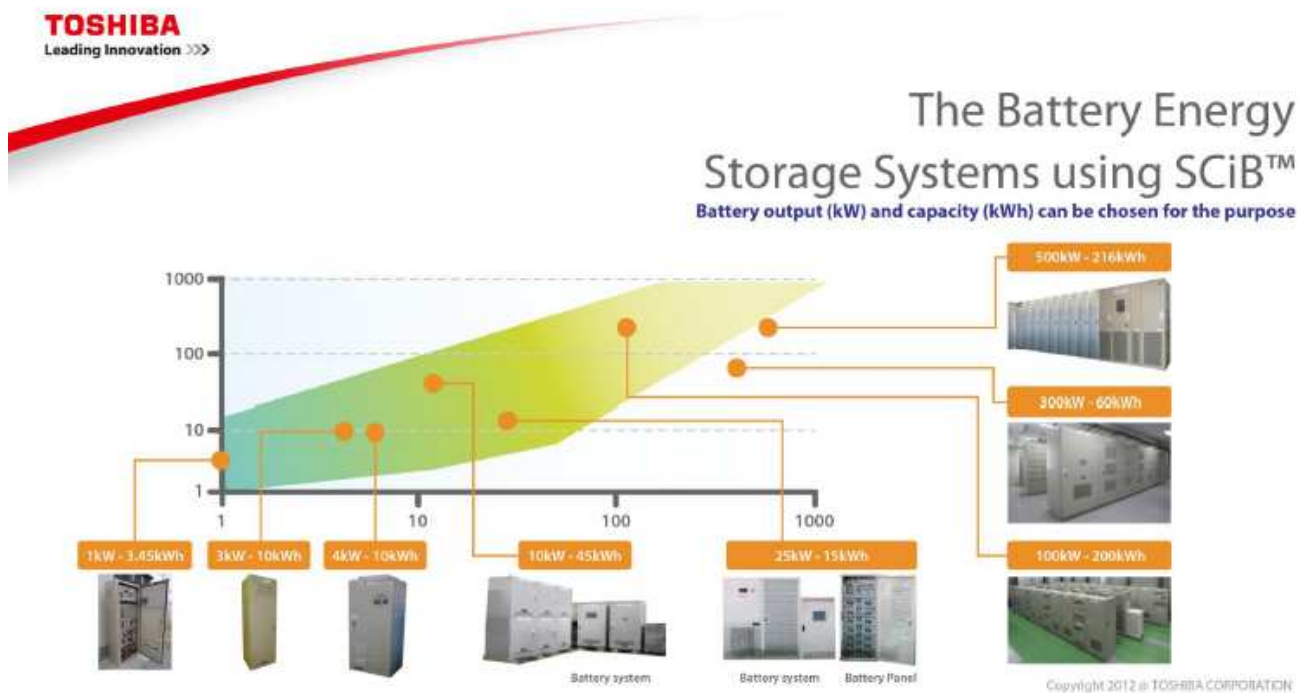 TOSHIBA
Leading Innovation >>>
The Battery Energy
Storage Systems using SCiB™
Battery output (kW) and capacity (kWh) can be chosen for the purpose
500kW - 216kWh
1000
100
300kW - 60kWh
10
1
1 10 100 1000
1kW - 3.45kWh 3kW - 10kWh 4kW - 10kWh 10kW - 45kWh 25kW - 15kWh 100kW - 200kWh
Battery system Battery system Battery Panel
Copyright 2012 © TOSHIBA CORPORATION